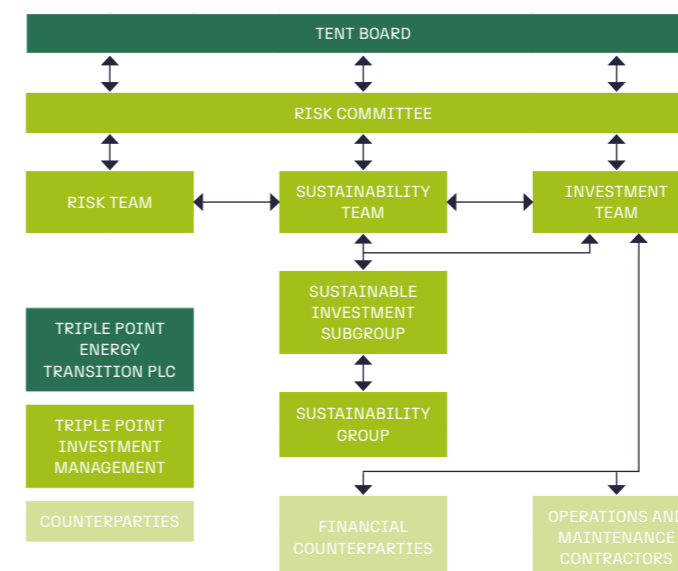 TENT BOARD
RISK COMMITTEE
RISK TEAM
SUSTAINABILITY
TEAM
INVESTMENT
TEAM
SUSTAINABLE
INVESTMENT
SUBGROUP
TRIPLE POINT
ENERGY
TRANSITION PLC
SUSTAINABILITY
GROUP
TRIPLE POINT
INVESTMENT
MANAGEMENT
COUNTERPARTIES
FINANCIAL
COUNTERPARTIES
OPERATIONS AND
MAINTENANCE
CONTRACTORS